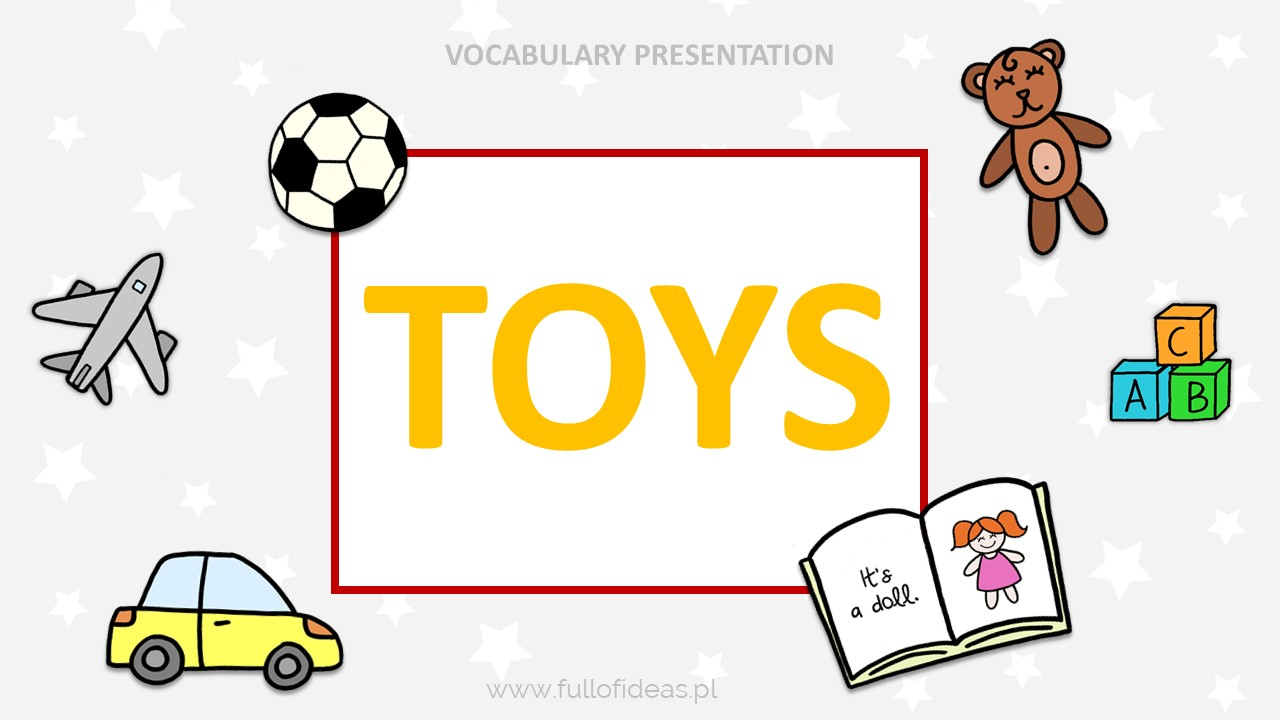 VOCABULARY PRESENTATION
TOYS
C
A B
It's
a doll.
www.fullofideas.pl